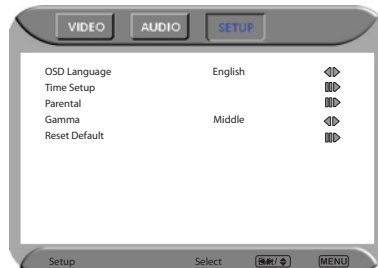 VIDEO AUDIO SETUP
OSD Language English
Time Setup
Parental
Gamma Middle
Reset Default
Setup Select MENU